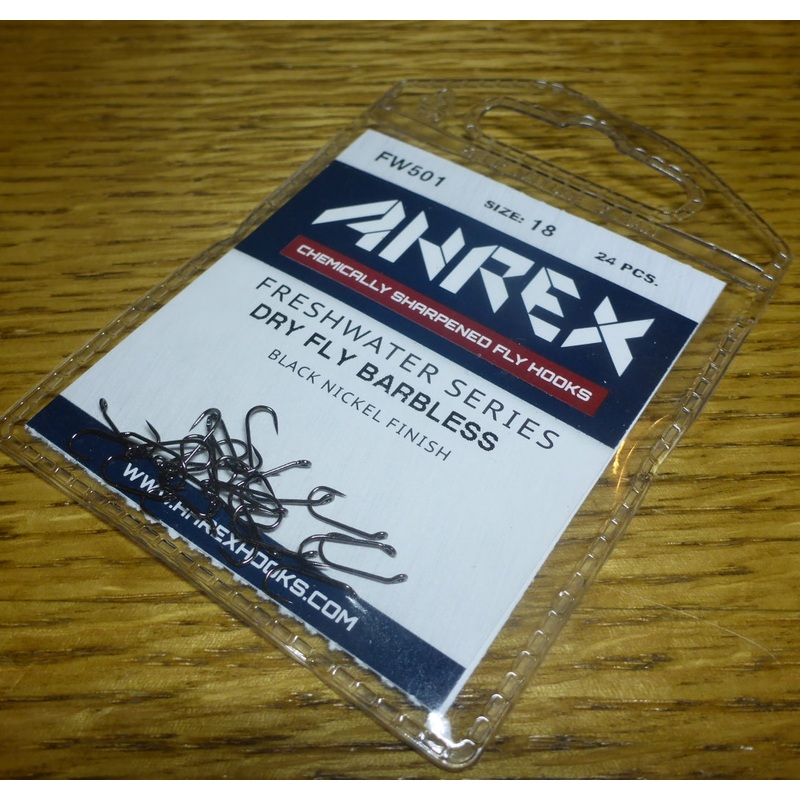 FW501 SIZE: 18 24 PCS.
AHREX
CHEMICALLY SHARPENED FLY HOOKS
FRESHWATER SERIES
DRY FLY BARBLESS
BLACK NICKEL FINISH
WWW.AHREXHOOKS.COM